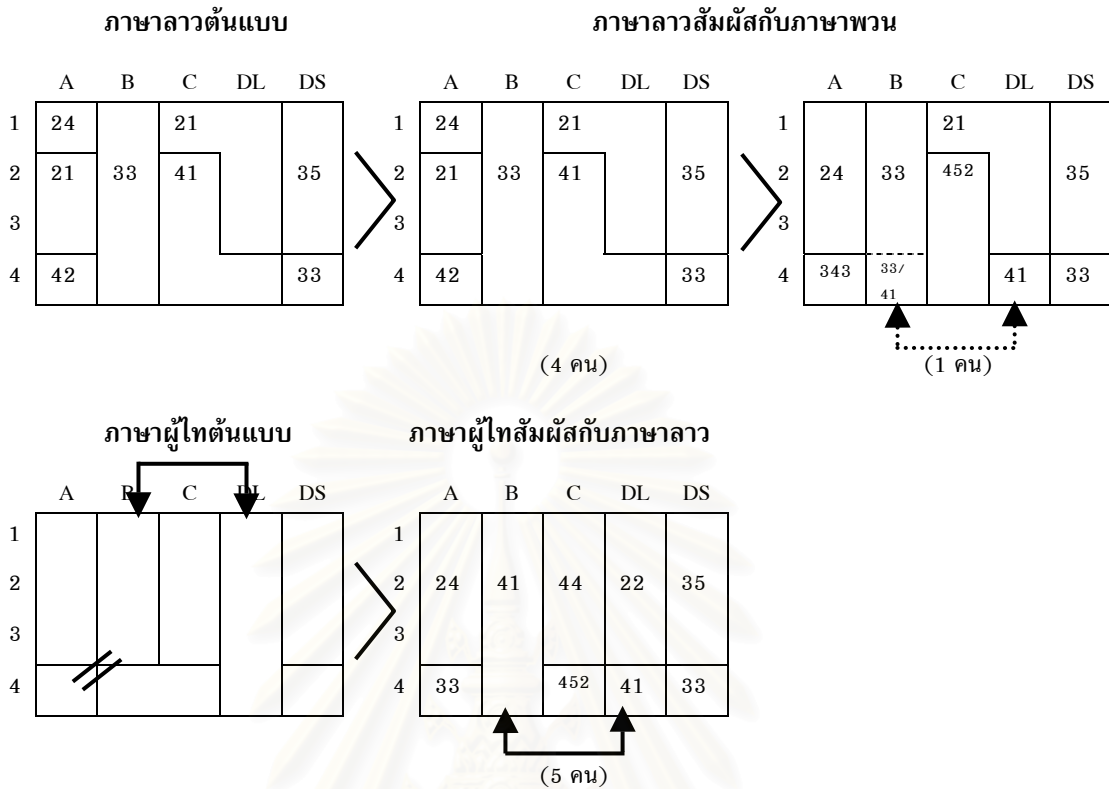 ภาษาลาวต้นแบบ ภาษาลาวสัมผัสกับภาษาพวน
A B C DL DS A B C DL DS A B C DL DS
1 24 21 1 24 21 1 21
2 21 33 41 35 2 21 33 41 35 2 24 33 452 35
3 3 3
4 42 33 4 42 33 4 343 33/ 41 33
41
(4 คน) (1 คน)
ภาษาผู้ไทต้นแบบ ภาษาผู้ไทสัมผัสกับภาษาลาว
A B C DL DS A B C DL DS
1 1
2 2 24 41 44 22 35
3 3
4 4 33 452 41 33
(5 คน)